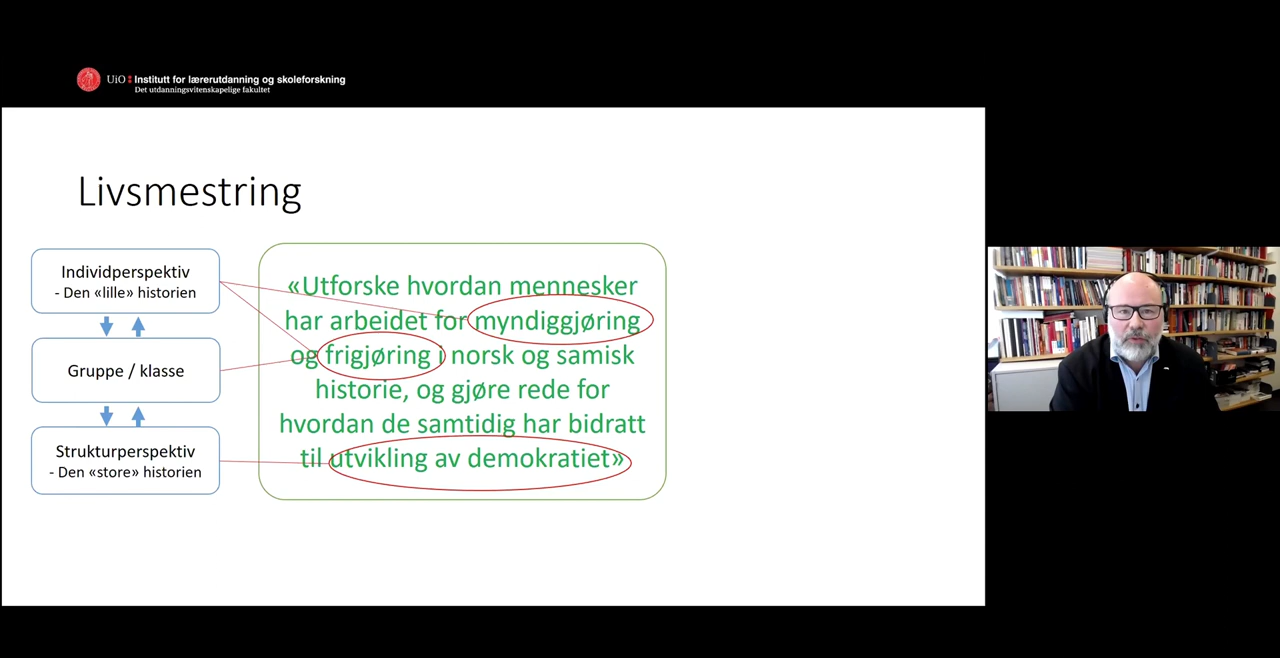 UiO: Institutt for lærerutdanning og skoleforskning
Det utdanningsvitenskapelige fakultet
Livsmestring
Individperspektiv
- Den «lille» historien
Gruppe / klasse
Strukturperspektiv
- Den «store» historien
«Utforske hvordan mennesker
har arbeidet for myndiggjøring
og frigjøring i norsk og samisk
historie, og gjøre rede for
hvordan de samtidig har bidratt
til utvikling av demokratiet»